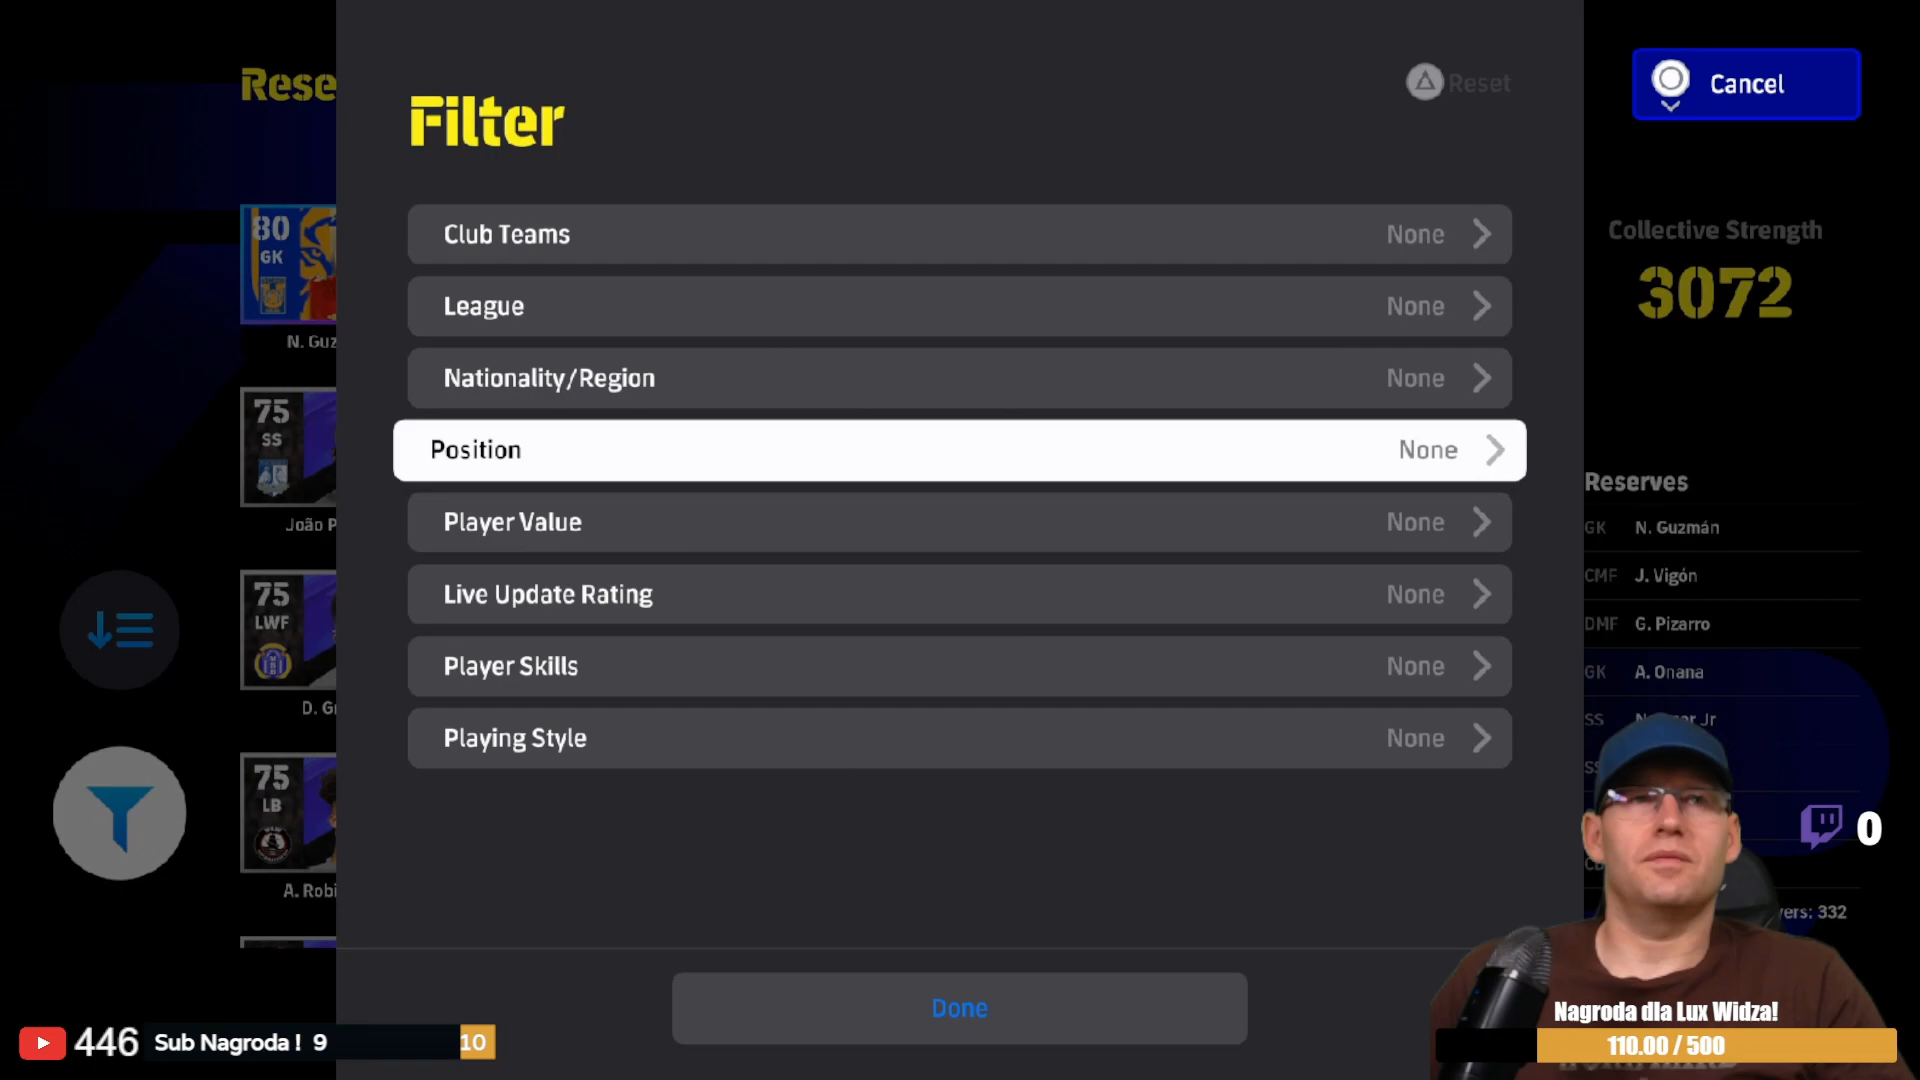 Rese
Filter
Reset
Cancel
Club Teams None
League None
Nationality/Region None
Position None
Player Value None
Live Update Rating None
Player Skills None
Playing Style None
Done
80
GK
N. Guz
75
SS
João P
75
LWF
D. G
75
LB
A. Robi
Collective Strength
3072
Reserves
GK N. Guzmán
CMF J. Vigón
DMF G. Pizarro
GK A. Onana
SS
Jr
vers: 332
0
446 Sub Nagroda ! 9 10
Nagroda dla Lux Widza!
110.00 / 500